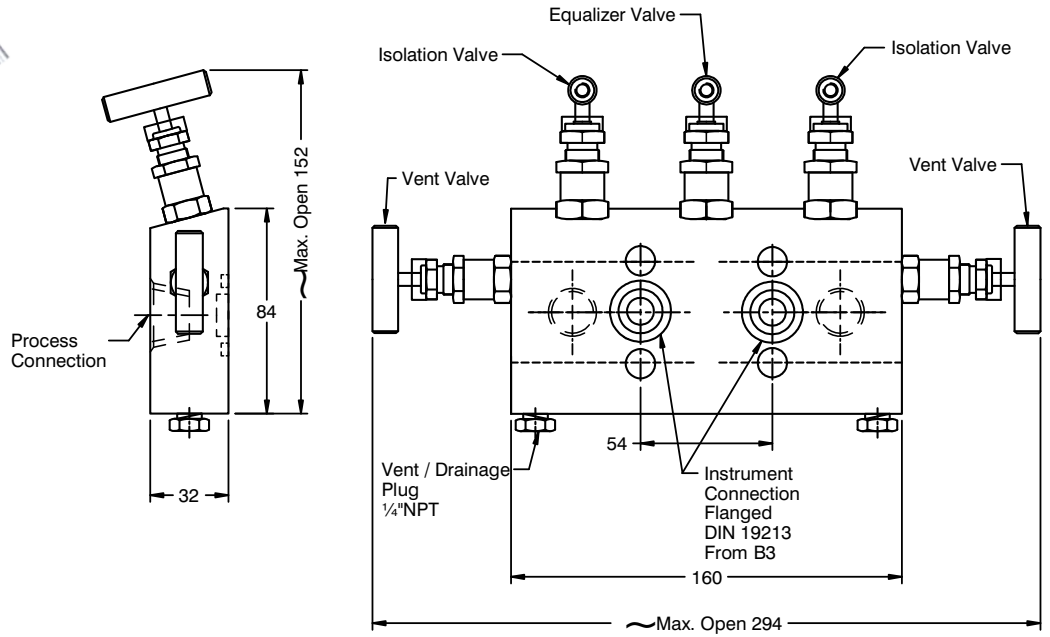 Equalizer Valve
Isolation Valve
Isolation Valve
Vent Valve
Vent Valve
~Max. Open 152
84
Process
Connection
32
54
Vent / Drainage
Plug
¼"NPT
Instrument
Connection
Flanged
DIN 19213
From B3
160
~Max. Open 294